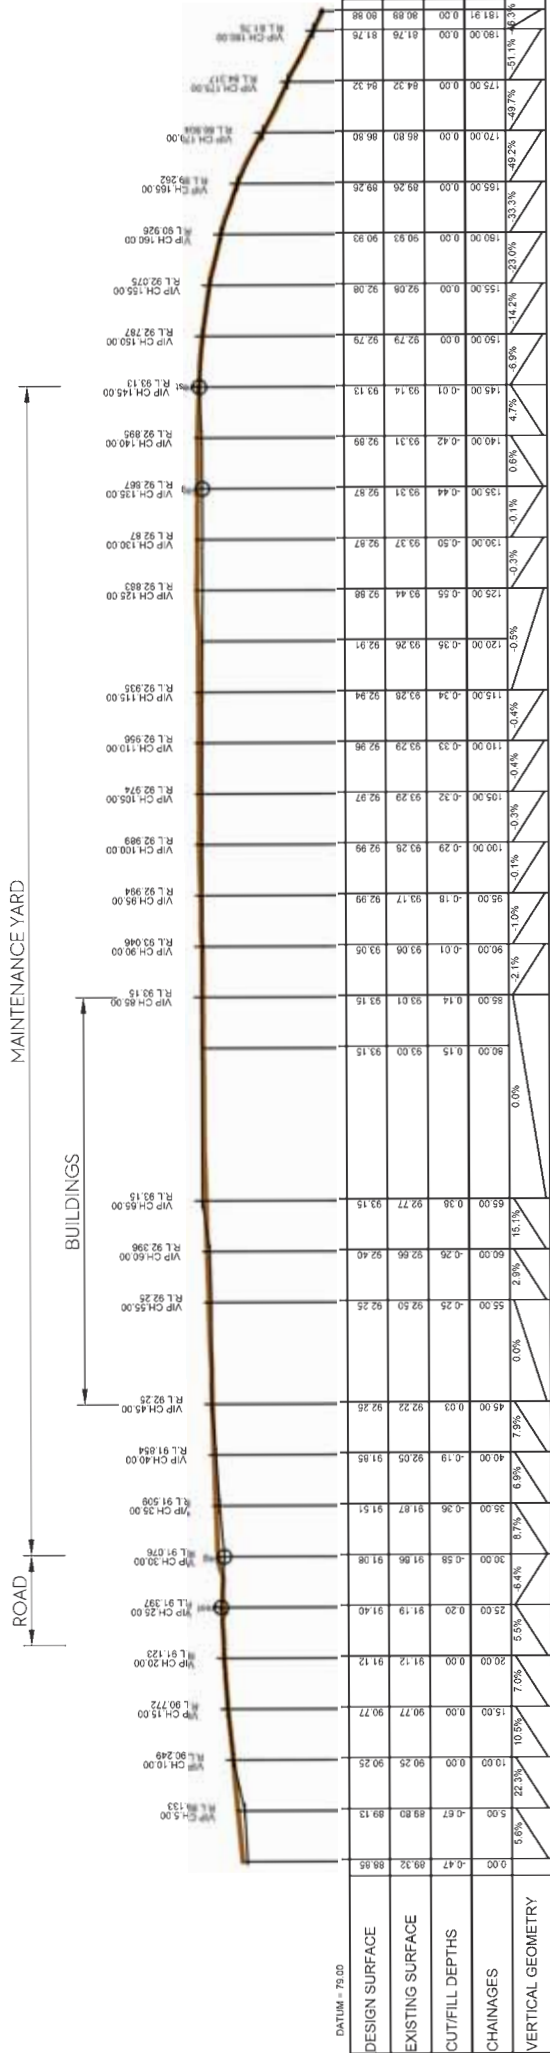 MAINTENANCE YARD
ROAD
BUILDINGS
VIP CH.5.00
R.L 89.133
VIP CH 10.00
R.L 90.249
VIP CH.15.00
R.L 90.772
VIP CH 20.00
R.L 91.123
VIP CH.25.00
R.L 91.397
VIP CH.30.00
R.L 91.076
VIP CH.35.00
R.L 91.509
VIP CH.40.00
R.L 91.854
VIP CH.45.00
R.L 92.25
VIP CH.55.00
R.L 92.25
VIP CH.60.00
R.L 92.396
VIP CH.65.00
R.L 93.15
VIP CH.85.00
R.L 93.15
VIP CH.90.00
R.L 93.046
VIP CH.95.00
R.L 92.994
VIP CH.100.00
R.L 92.989
VIP CH.105.00
R.L 92.974
VIP CH.110.00
R.L 92.956
VIP CH.115.00
R.L 92.935
VIP CH.125.00
R.L 92.883
VIP CH.130.00
R.L 92.87
VIP CH.135.00
R.L 92.867
VIP CH.140.00
R.L 92.895
VIP CH.145.00
R.L 93.13
VIP CH.150.00
R.L 92.787
VIP CH.155.00
R.L 92.075
VIP CH.160.00
R.L 90.926
VIP CH.165.00
R.L 89.262
VIP CH.170.00
R.L 86.804
VIP CH.175.00
R.L 84.317
VIP CH.180.00
R.L 81.76
DATUM = 79.00
DESIGN SURFACE 88.85 89.13 90.25 90.77 91.12 91.40 91.08 91.51 91.85 92.25 92.25 92.40 93.15 93.15 93.15 93.05 92.99 92.99 92.97 92.96 92.94 92.91 92.88 92.87 92.87 92.89 93.13 92.79 92.08 90.93 89.26 86.80 84.32 81.76 80.88
EXISTING SURFACE 89.32 89.80 90.25 90.77 91.12 91.19 91.66 91.87 92.05 92.22 92.50 92.66 92.77 93.00 93.01 93.06 93.17 93.28 93.29 93.29 93.28 93.26 93.44 93.37 93.31 93.31 93.14 92.79 92.08 90.93 89.26 86.80 84.32 81.76 80.88
CUT/FILL DEPTHS -0.47 -0.67 0.00 0.00 0.00 0.20 -0.58 -0.36 -0.19 0.03 -0.25 -0.26 0.38 0.15 0.14 -0.01 -0.18 -0.29 -0.32 -0.33 -0.34 -0.35 -0.55 -0.50 -0.44 -0.42 -0.01 0.00 0.00 0.00 0.00 0.00 0.00 0.00 0.00
CHAINAGES 0.00 5.00 10.00 15.00 20.00 25.00 30.00 35.00 40.00 45.00 55.00 60.00 65.00 80.00 85.00 90.00 95.00 100.00 105.00 110.00 115.00 120.00 125.00 130.00 135.00 140.00 145.00 150.00 155.00 160.00 165.00 170.00 175.00 180.00 181.91
VERTICAL GEOMETRY 5.6% 22.3% 10.5% 7.0% 5.5% -6.4% 8.7% 6.9% 7.9% 0.0% 2.9% 15.1% 0.0% -2.1% -1.0% -0.1% -0.3% -0.4% -0.4% -0.5% -0.3% -0.1% 0.6% 4.7% -6.9% -14.2% -23.0% -33.3% -49.2% -49.7% -51.1% -46.3%